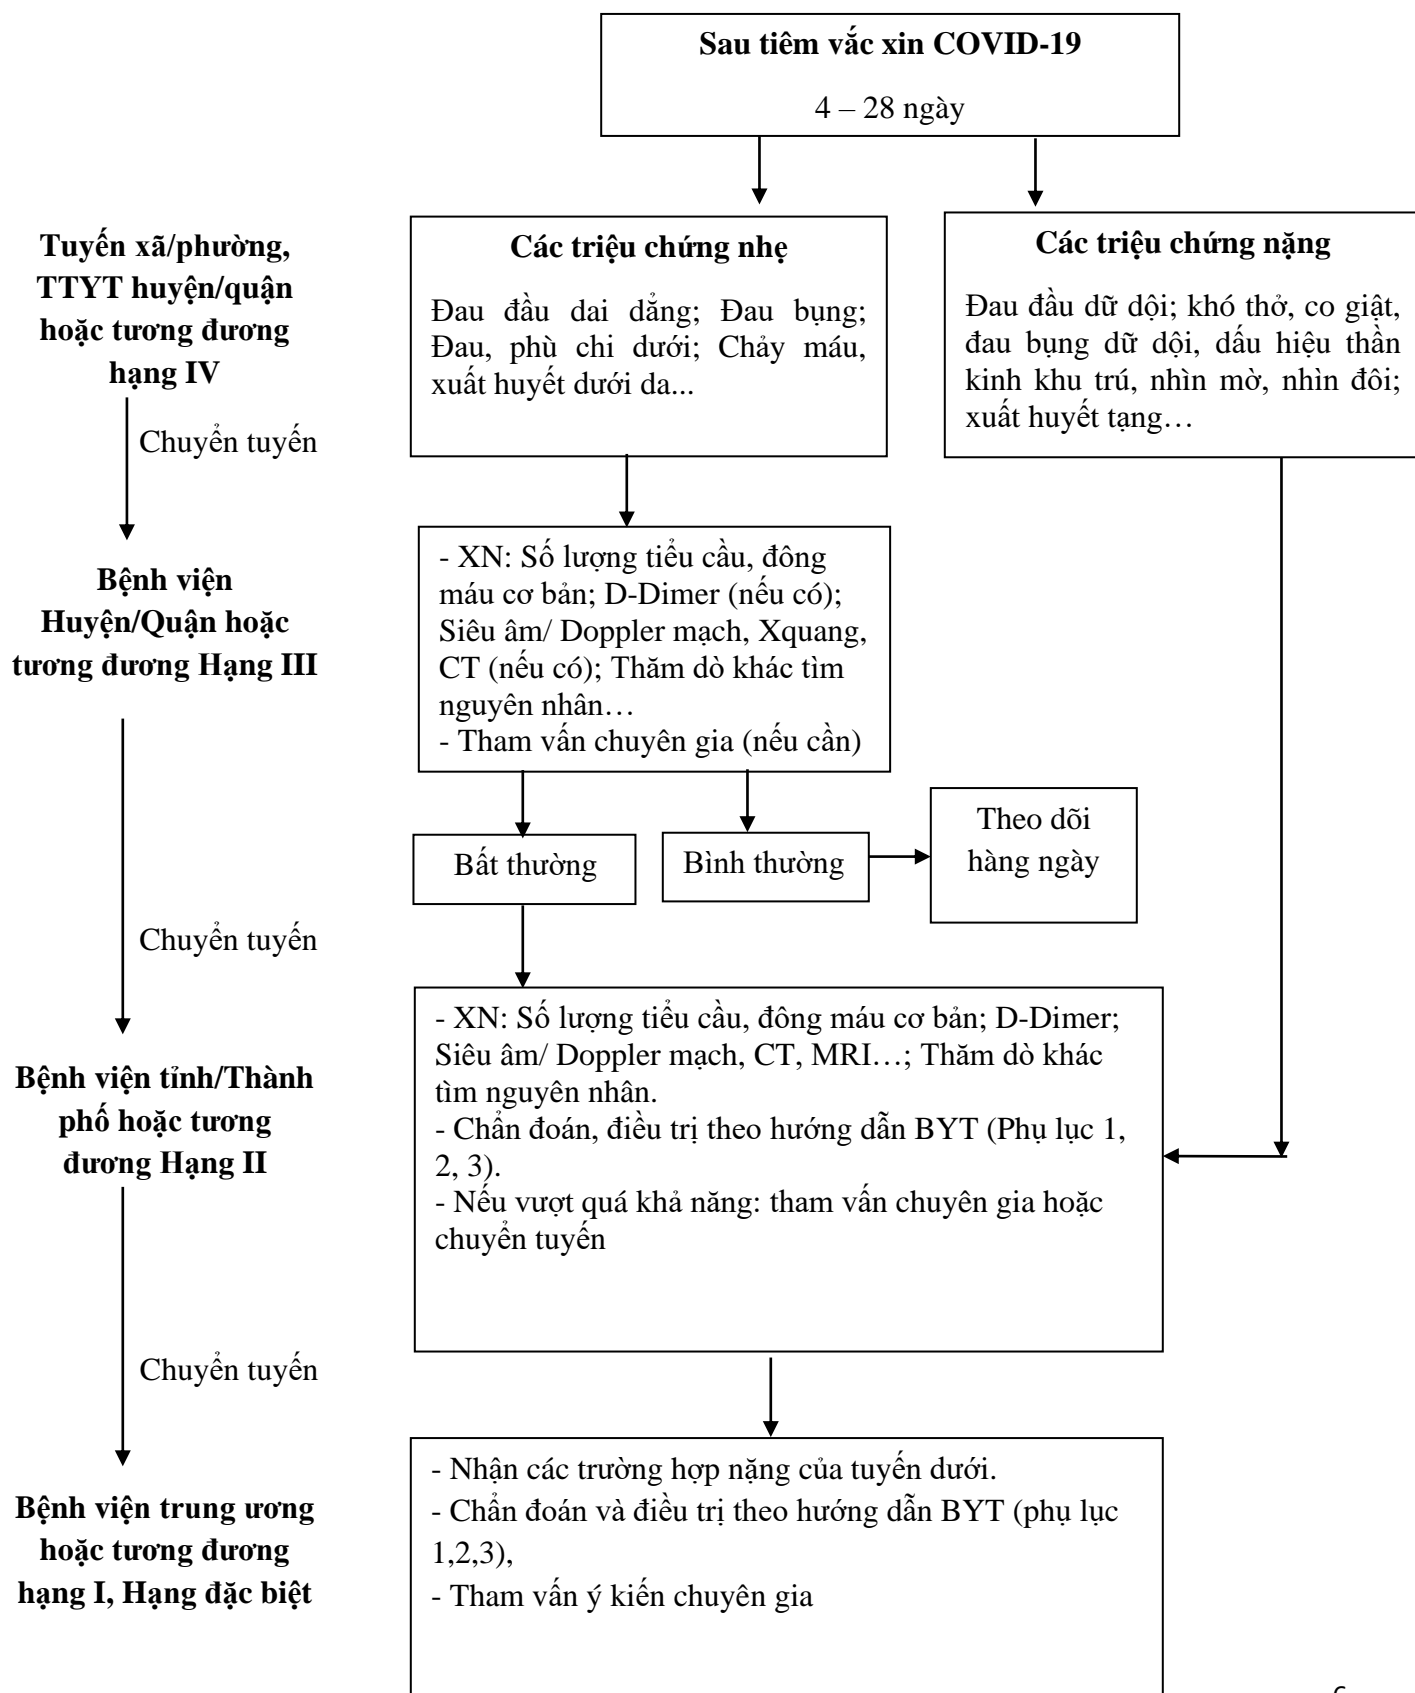 Sau tiêm vắc xin COVID-19
4 – 28 ngày
Tuyến xã/phường,
TTYT huyện/quận
hoặc tương đương
hạng IV
Các triệu chứng nhẹ
Đau đầu dai dẳng; Đau bụng;
Đau, phù chi dưới; Chảy máu,
xuất huyết dưới da...
Các triệu chứng nặng
Đau đầu dữ dội; khó thở, co giật,
đau bụng dữ dội, dấu hiệu thần
kinh khu trú, nhìn mờ, nhìn đôi;
xuất huyết tạng…
Chuyển tuyến
Bệnh viện
Huyện/Quận hoặc
tương đương Hạng III
- XN: Số lượng tiểu cầu, đông
máu cơ bản; D-Dimer (nếu có);
Siêu âm/ Doppler mạch, Xquang,
CT (nếu có); Thăm dò khác tìm
nguyên nhân…
- Tham vấn chuyên gia (nếu cần)
Bất thường
Bình thường
Theo dõi
hàng ngày
Chuyển tuyến
Bệnh viện tỉnh/Thành
phố hoặc tương
đương Hạng II
- XN: Số lượng tiểu cầu, đông máu cơ bản; D-Dimer;
Siêu âm/ Doppler mạch, CT, MRI…; Thăm dò khác
tìm nguyên nhân.
- Chẩn đoán, điều trị theo hướng dẫn BYT (Phụ lục 1,
2, 3).
- Nếu vượt quá khả năng: tham vấn chuyên gia hoặc
chuyển tuyến
Chuyển tuyến
Bệnh viện trung ương
hoặc tương đương
hạng I, Hạng đặc biệt
- Nhận các trường hợp nặng của tuyến dưới.
- Chẩn đoán và điều trị theo hướng dẫn BYT (phụ lục
1,2,3),
- Tham vấn ý kiến chuyên gia